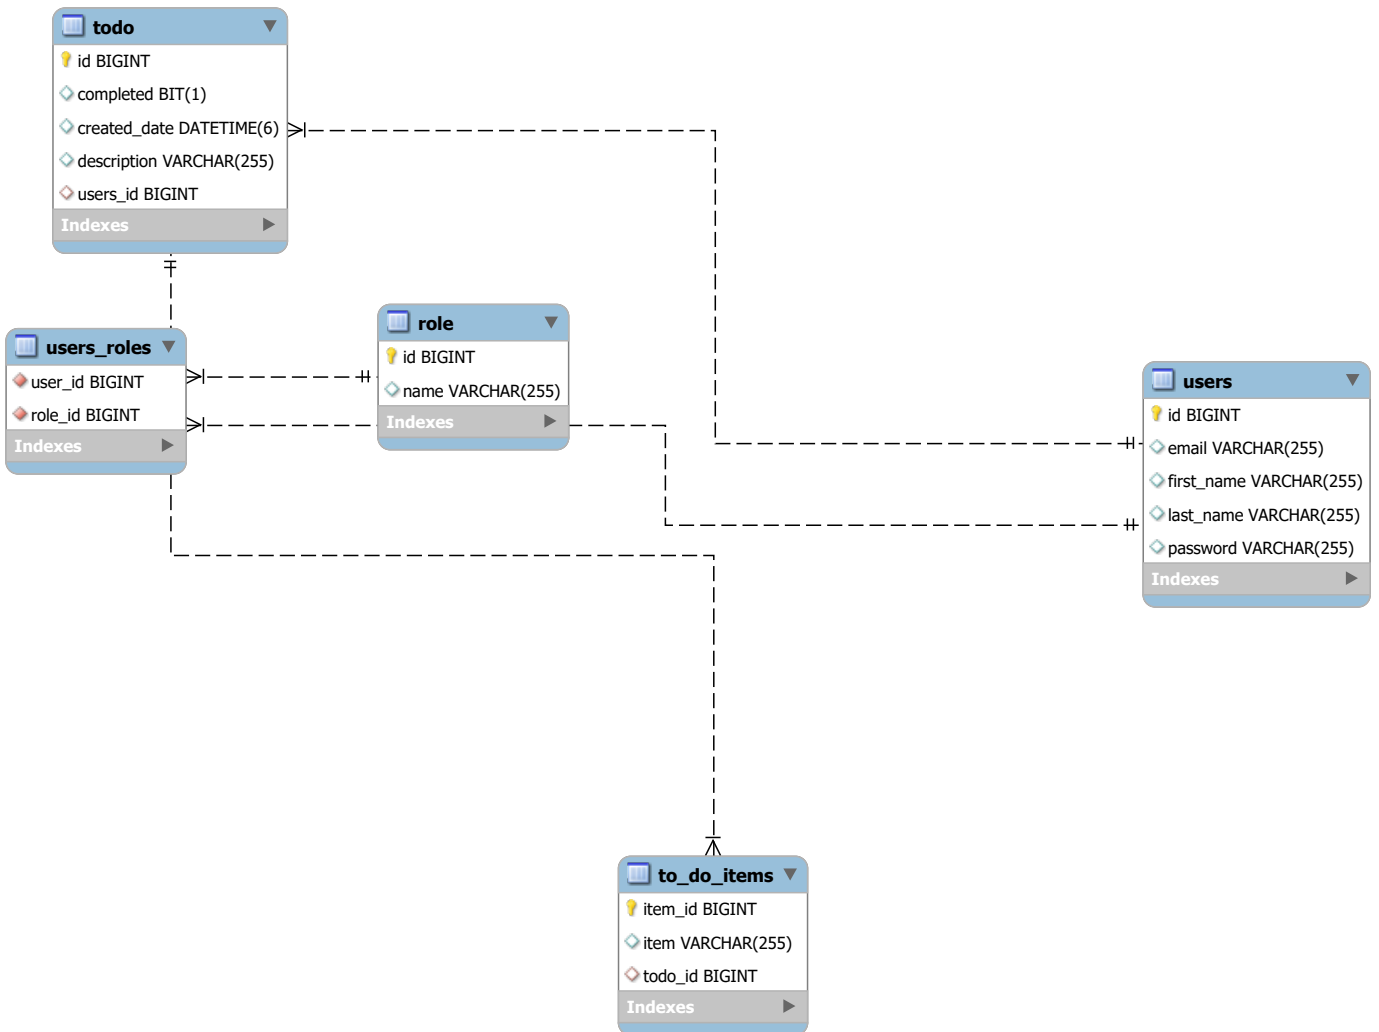 todo
id BIGINT
completed BIT(1)
created_date DATETIME(6)
description VARCHAR(255)
users_id BIGINT
Indexes
users_roles
user_id BIGINT
role_id BIGINT
Indexes
role
id BIGINT
name VARCHAR(255)
Indexes
users
id BIGINT
email VARCHAR(255)
first_name VARCHAR(255)
last_name VARCHAR(255)
password VARCHAR(255)
Indexes
to_do_items
item_id BIGINT
item VARCHAR(255)
todo_id BIGINT
Indexes